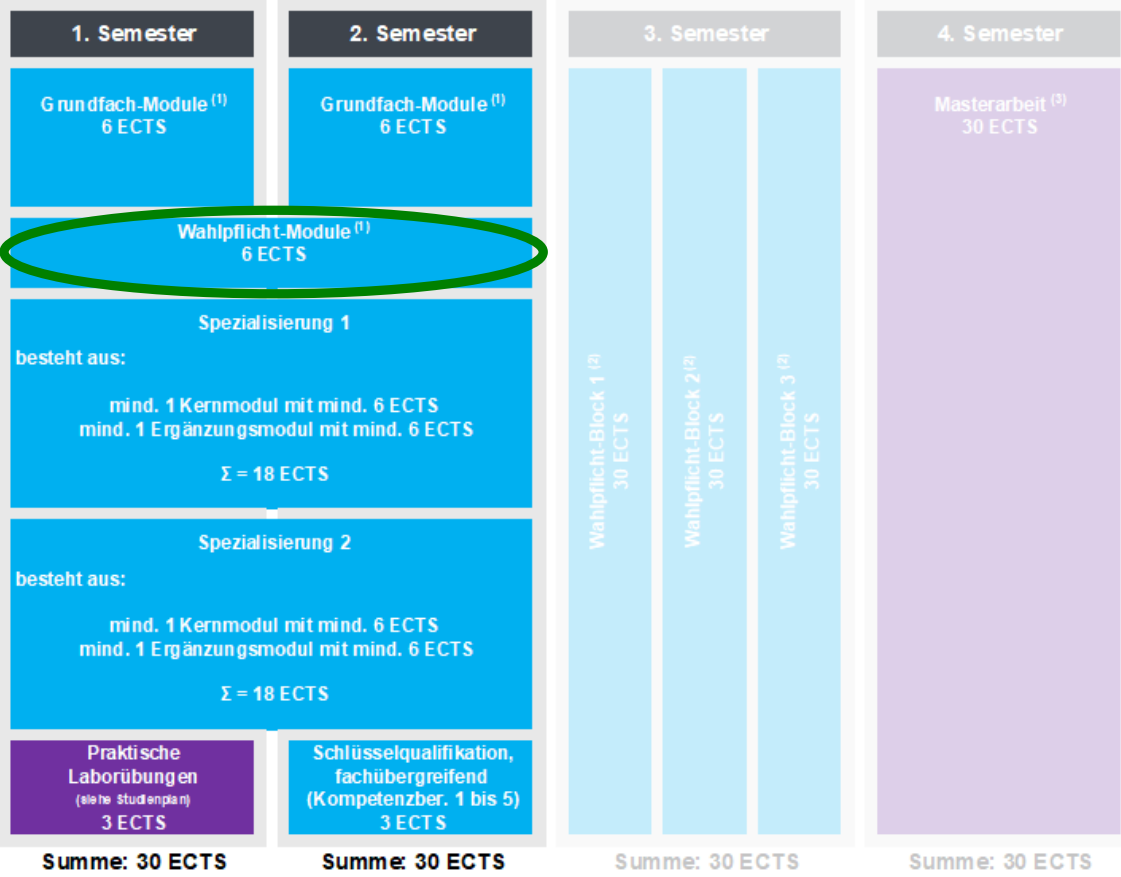 1. Semester
2. Semester
3. Semester
4. Semester
Grundfach-Module (1)
6 ECTS
Grundfach-Module (1)
6 ECTS
Wahlpflicht-Module (1)
6 ECTS
Spezialisierung 1
besteht aus:
mind. 1 Kernmodul mit mind. 6 ECTS
mind. 1 Ergänzungsmodul mit mind. 6 ECTS
Σ = 18 ECTS
Spezialisierung 2
besteht aus:
mind. 1 Kernmodul mit mind. 6 ECTS
mind. 1 Ergänzungsmodul mit mind. 6 ECTS
Σ = 18 ECTS
Praktische
Laborübungen
(siehe Studienplan)
3 ECTS
Schlüsselqualifikation,
fachübergreifend
(Kompetenzber. 1 bis 5)
3 ECTS
Wahlpflicht-Block 1 (2)
30 ECTS
Wahlpflicht-Block 2 (2)
30 ECTS
Wahlpflicht-Block 3 (2)
30 ECTS
Masterarbeit (3)
30 ECTS
Summe: 30 ECTS
Summe: 30 ECTS
Summe: 30 ECTS
Summe: 30 ECTS